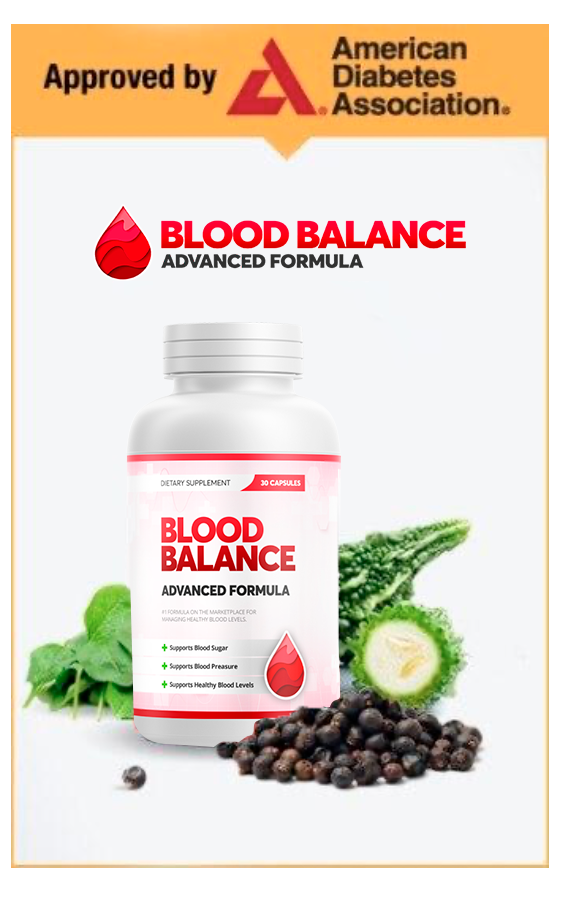 Approved by
American
Diabetes
Association®
BLOOD BALANCE
ADVANCED FORMULA
DIETARY SUPPLEMENT
30 CAPSULES
BLOOD
BALANCE
ADVANCED FORMULA
#1 FORMULA ON THE MARKETPLACE FOR
MANAGING HEALTHY BLOOD LEVELS.
Supports Blood Sugar
Supports Blood Preasure
Supports Healthy Blood Levels